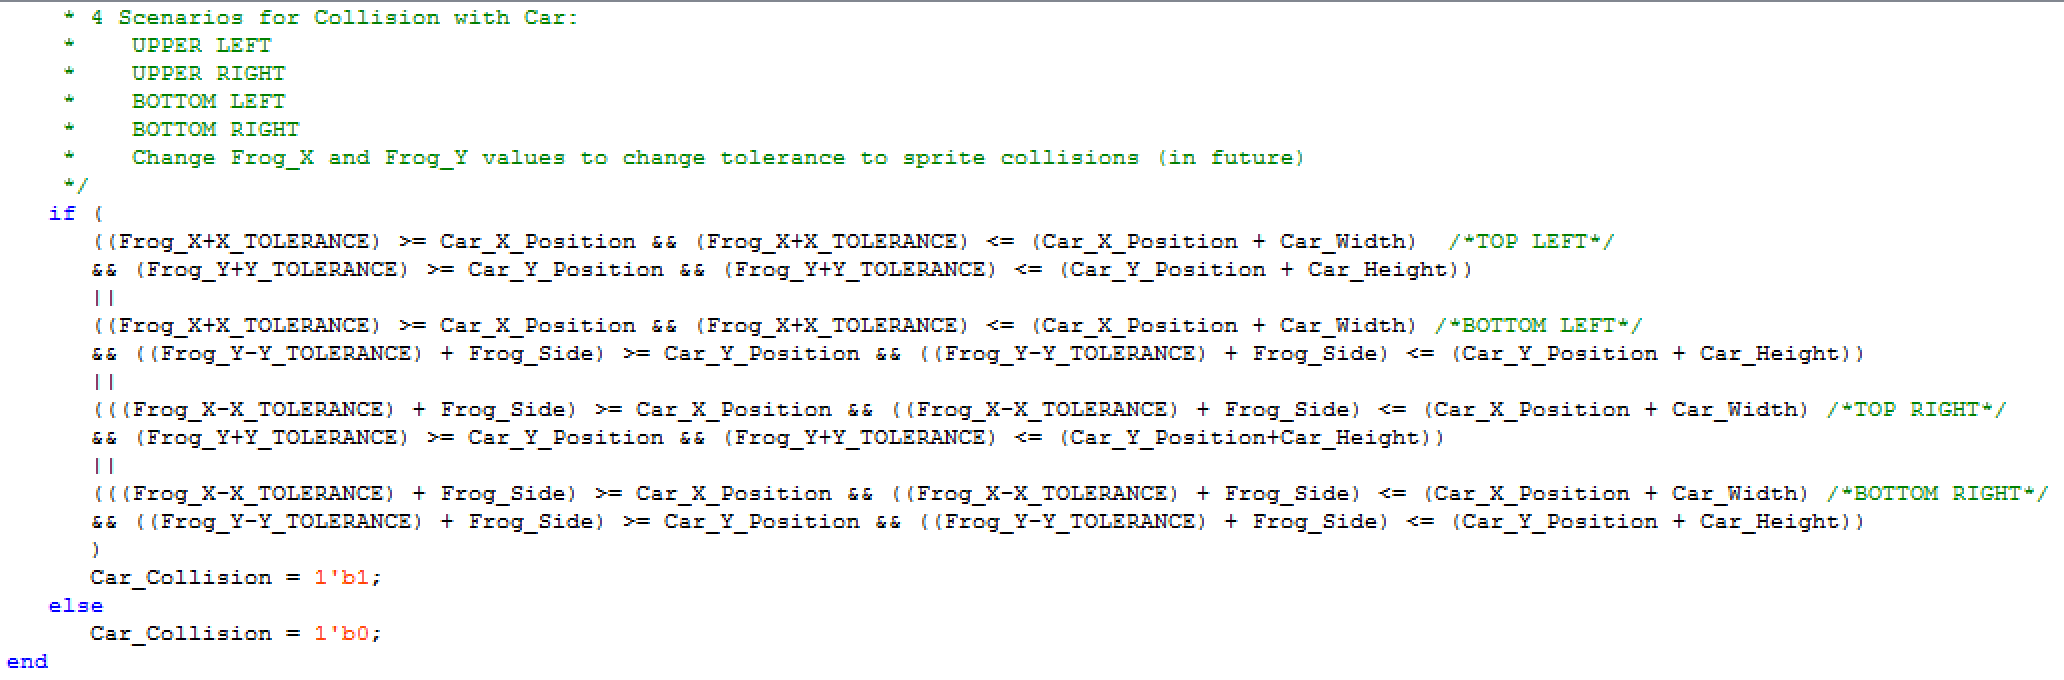 * 4 Scenarios for Collision with Car:
*    UPPER LEFT
*    UPPER RIGHT
*    BOTTOM LEFT
*    BOTTOM RIGHT
*    Change Frog_X and Frog_Y values to change tolerance to sprite collisions (in future)
*/
if (
((Frog_X+X_TOLERANCE) >= Car_X_Position && (Frog_X+X_TOLERANCE) <= (Car_X_Position + Car_Width)  /*TOP LEFT*/
&& (Frog_Y+Y_TOLERANCE) >= Car_Y_Position && (Frog_Y+Y_TOLERANCE) <= (Car_Y_Position + Car_Height))
||
((Frog_X+X_TOLERANCE) >= Car_X_Position && (Frog_X+X_TOLERANCE) <= (Car_X_Position + Car_Width) /*BOTTOM LEFT*/
&& ((Frog_Y-Y_TOLERANCE) + Frog_Side) >= Car_Y_Position && ((Frog_Y-Y_TOLERANCE) + Frog_Side) <= (Car_Y_Position + Car_Height))
||
(((Frog_X-X_TOLERANCE) + Frog_Side) >= Car_X_Position && ((Frog_X-X_TOLERANCE) + Frog_Side) <= (Car_X_Position + Car_Width) /*TOP RIGHT*/
&& (Frog_Y+Y_TOLERANCE) >= Car_Y_Position && (Frog_Y+Y_TOLERANCE) <= (Car_Y_Position+Car_Height))
||
(((Frog_X-X_TOLERANCE) + Frog_Side) >= Car_X_Position && ((Frog_X-X_TOLERANCE) + Frog_Side) <= (Car_X_Position + Car_Width) /*BOTTOM RIGHT*/
&& ((Frog_Y-Y_TOLERANCE) + Frog_Side) >= Car_Y_Position && ((Frog_Y-Y_TOLERANCE) + Frog_Side) <= (Car_Y_Position + Car_Height))
)
Car_Collision = 1'b1;
else
Car_Collision = 1'b0;
end